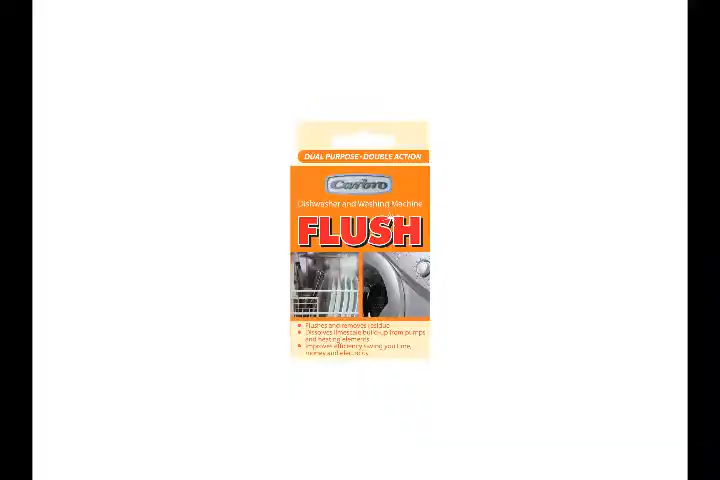 DUAL PURPOSE • DOUBLE ACTION
Carbro
Dishwasher and Washing Machine
FLUSH
Flushes and removes residue
Dissolves limescale build-up from pumps
and heating elements
Improves efficiency saving you time,
money and electricity